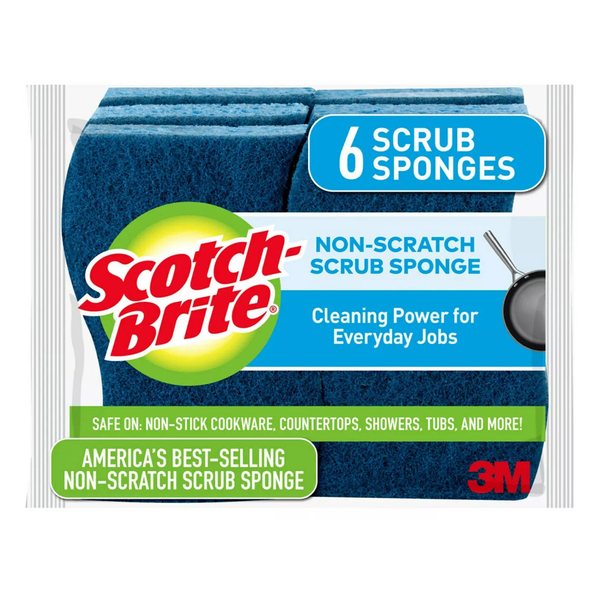 6 SCRUB
SPONGES
Scotch-
Brite®
NON-SCRATCH
SCRUB SPONGE
Cleaning Power for
Everyday Jobs
SAFE ON: NON-STICK COOKWARE, COUNTERTOPS, SHOWERS, TUBS, AND MORE!
AMERICA'S BEST-SELLING
NON-SCRATCH SCRUB SPONGE
3M